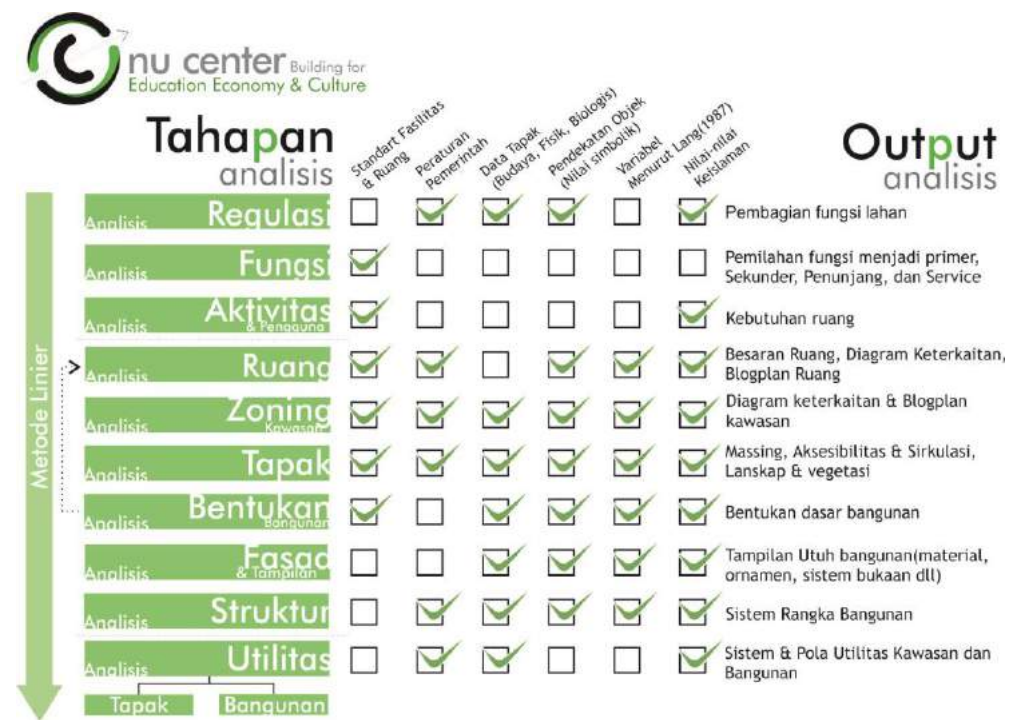 nu center Building for
Education Economy & Culture
Tahapan
analisis
Standart Fasilitas
& Ruang
Peraturan
Pemerintah
Data Tapak
(Budaya, Fisik, Biologis)
Pendekatan Objek
(Nilai simbolik)
Variabel
Menurut Lang(1987)
Nilai-nilai
Keislaman
Output
analisis
Metode Linier
Analisis Regulasi
Pembagian fungsi lahan
Analisis Fungsi
Pemilahan fungsi menjadi primer,
Sekunder, Penunjang, dan Service
Analisis Aktivitas
& Pengguna
Kebutuhan ruang
Analisis Ruang
Besaran Ruang, Diagram Keterkaitan,
Blogplan Ruang
Analisis Zoning
Kawasan
Diagram keterkaitan & Blogplan
kawasan
Analisis Tapak
Massing, Aksesibilitas & Sirkulasi,
Lanskap & vegetasi
Analisis Bentukan
Bangunan
Bentukan dasar bangunan
Analisis Fasad
& Tampilan
Tampilan Utuh bangunan(material,
ornamen, sistem bukaan dll)
Analisis Struktur
Sistem Rangka Bangunan
Analisis Utilitas
Sistem & Pola Utilitas Kawasan dan
Bangunan
Tapak
Bangunan